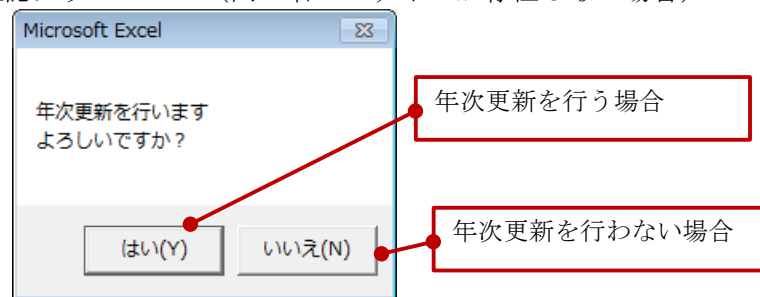 Microsoft Excel
年次更新を行います
よろしいですか？
年次更新を行う場合
はい(Y)
いいえ(N)
年次更新を行わない場合